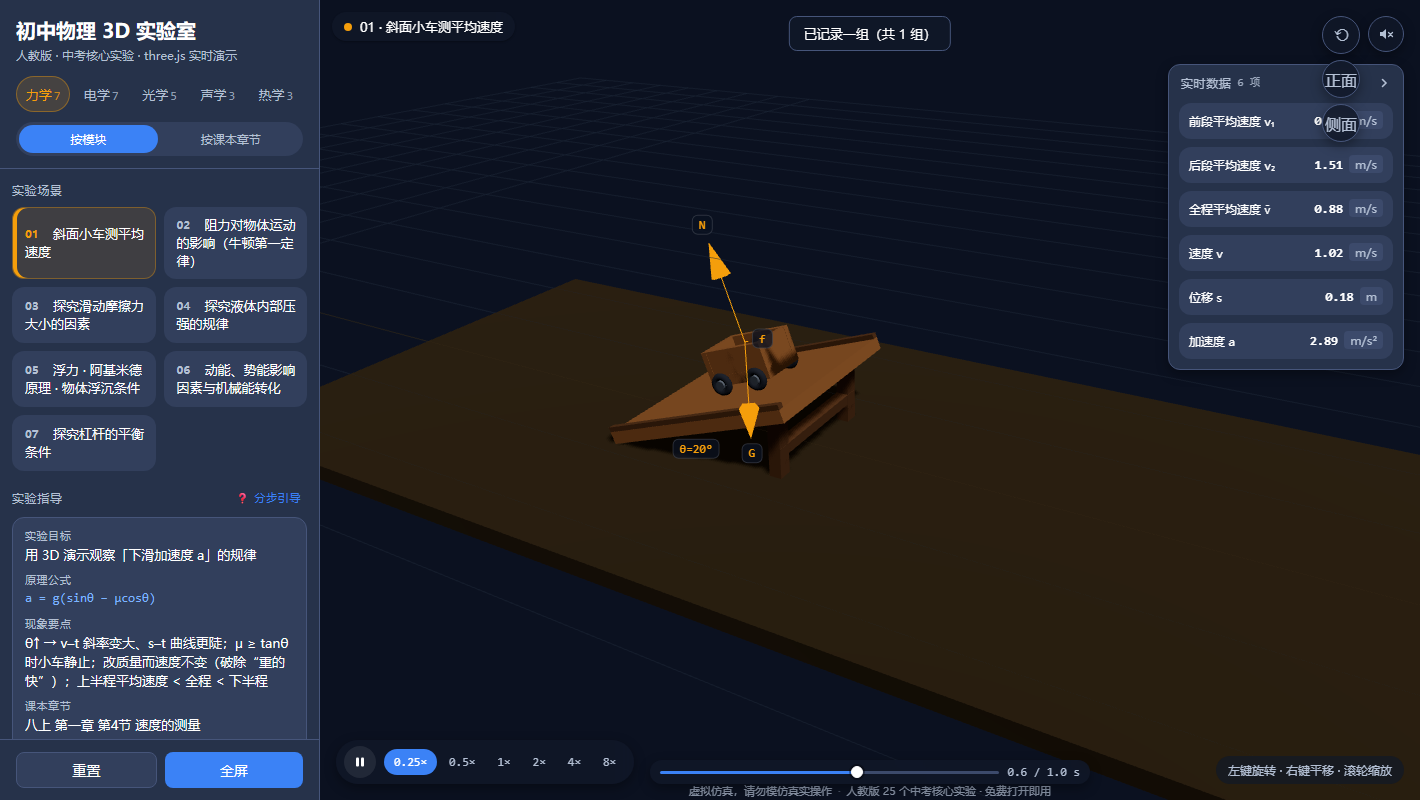 初中物理 3D 实验室
人教版 · 中考核心实验 · three.js 实时演示
力学 7
电学 7
光学 5
声学 3
热学 3
按模块
按课本章节
实验场景
01 斜面小车测平均
速度
02 阻力对物体运动
的影响（牛顿第一定
律）
03 探究滑动摩擦力
大小的因素
04 探究液体内部压
强的规律
05 浮力 · 阿基米德
原理 · 物体浮沉条件
06 动能、势能影响
因素与机械能转化
07 探究杠杆的平衡
条件
实验指导
❓ 分步引导
实验目标
用 3D 演示观察「下滑加速度 a」的规律
原理公式
a = g(sinθ − μcosθ)
现象要点
θ↑ → v–t 斜率变大、s–t 曲线更陡；μ ≥ tanθ
时小车静止；改质量而速度不变（破除“重的
快”）；上半程平均速度 < 全程 < 下半程
课本章节
八上 第一章 第4节 速度的测量
重置
全屏
01 · 斜面小车测平均速度
已记录一组（共 1 组）
实时数据 6 项
正面
前段平均速度 v₁ 0
侧面
后段平均速度 v₂ 1.51 m/s
全程平均速度 v̄ 0.88 m/s
速度 v 1.02 m/s
位移 s 0.18 m
加速度 a 2.89 m/s²
N
f
θ=20°
G
0.25×
0.5×
1×
2×
4×
8×
0.6 / 1.0 s
虚拟仿真，请勿模仿真实操作 · 人教版 25 个中考核心实验 · 免费打开即用
左键旋转 · 右键平移 · 滚轮缩放